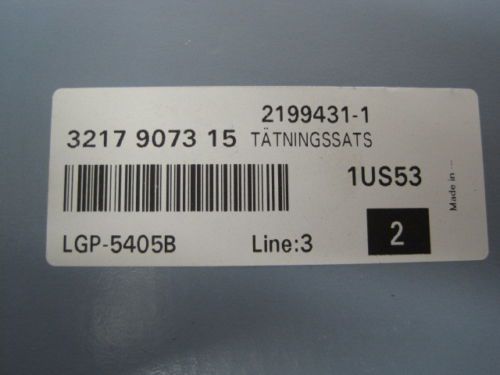 2199431-1
3217 9073 15 TÄTNINGSSATS
1US53
Made in ...
LGP-5405B Line:3 2